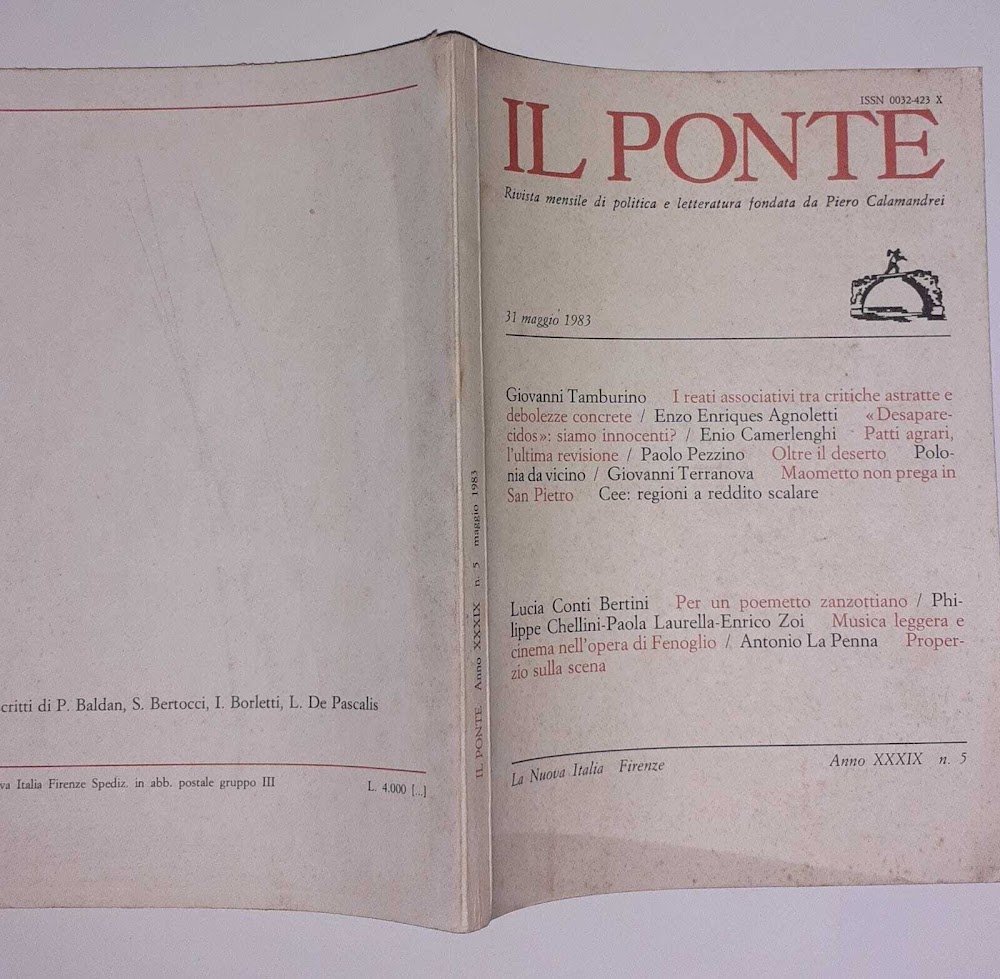 critti di P. Baldan, S. Bertocci, I. Borletti, L. De Pascalis
va Italia Firenze Spediz. in abb. postale gruppo III
L. 4.000 [...]
IL PONTE Anno XXXIX n. 5 maggio 1983
ISSN 0032-423 X
IL PONTE
Rivista mensile di politica e letteratura fondata da Piero Calamandrei
31 maggio 1983
Giovanni Tamburino I reati associativi tra critiche astratte e
debolezze concrete / Enzo Enriques Agnoletti «Desapare-
cidos»: siamo innocenti? / Enio Camerlenghi Patti agrari,
l'ultima revisione / Paolo Pezzino Oltre il deserto Polo-
nia da vicino / Giovanni Terranova Maometto non prega in
San Pietro Cee: regioni a reddito scalare
Lucia Conti Bertini Per un poemetto zanzottiano / Phi-
lippe Chellini-Paola Laurella-Enrico Zoi Musica leggera e
cinema nell'opera di Fenoglio / Antonio La Penna Proper-
zio sulla scena
La Nuova Italia Firenze
Anno XXXIX n. 5